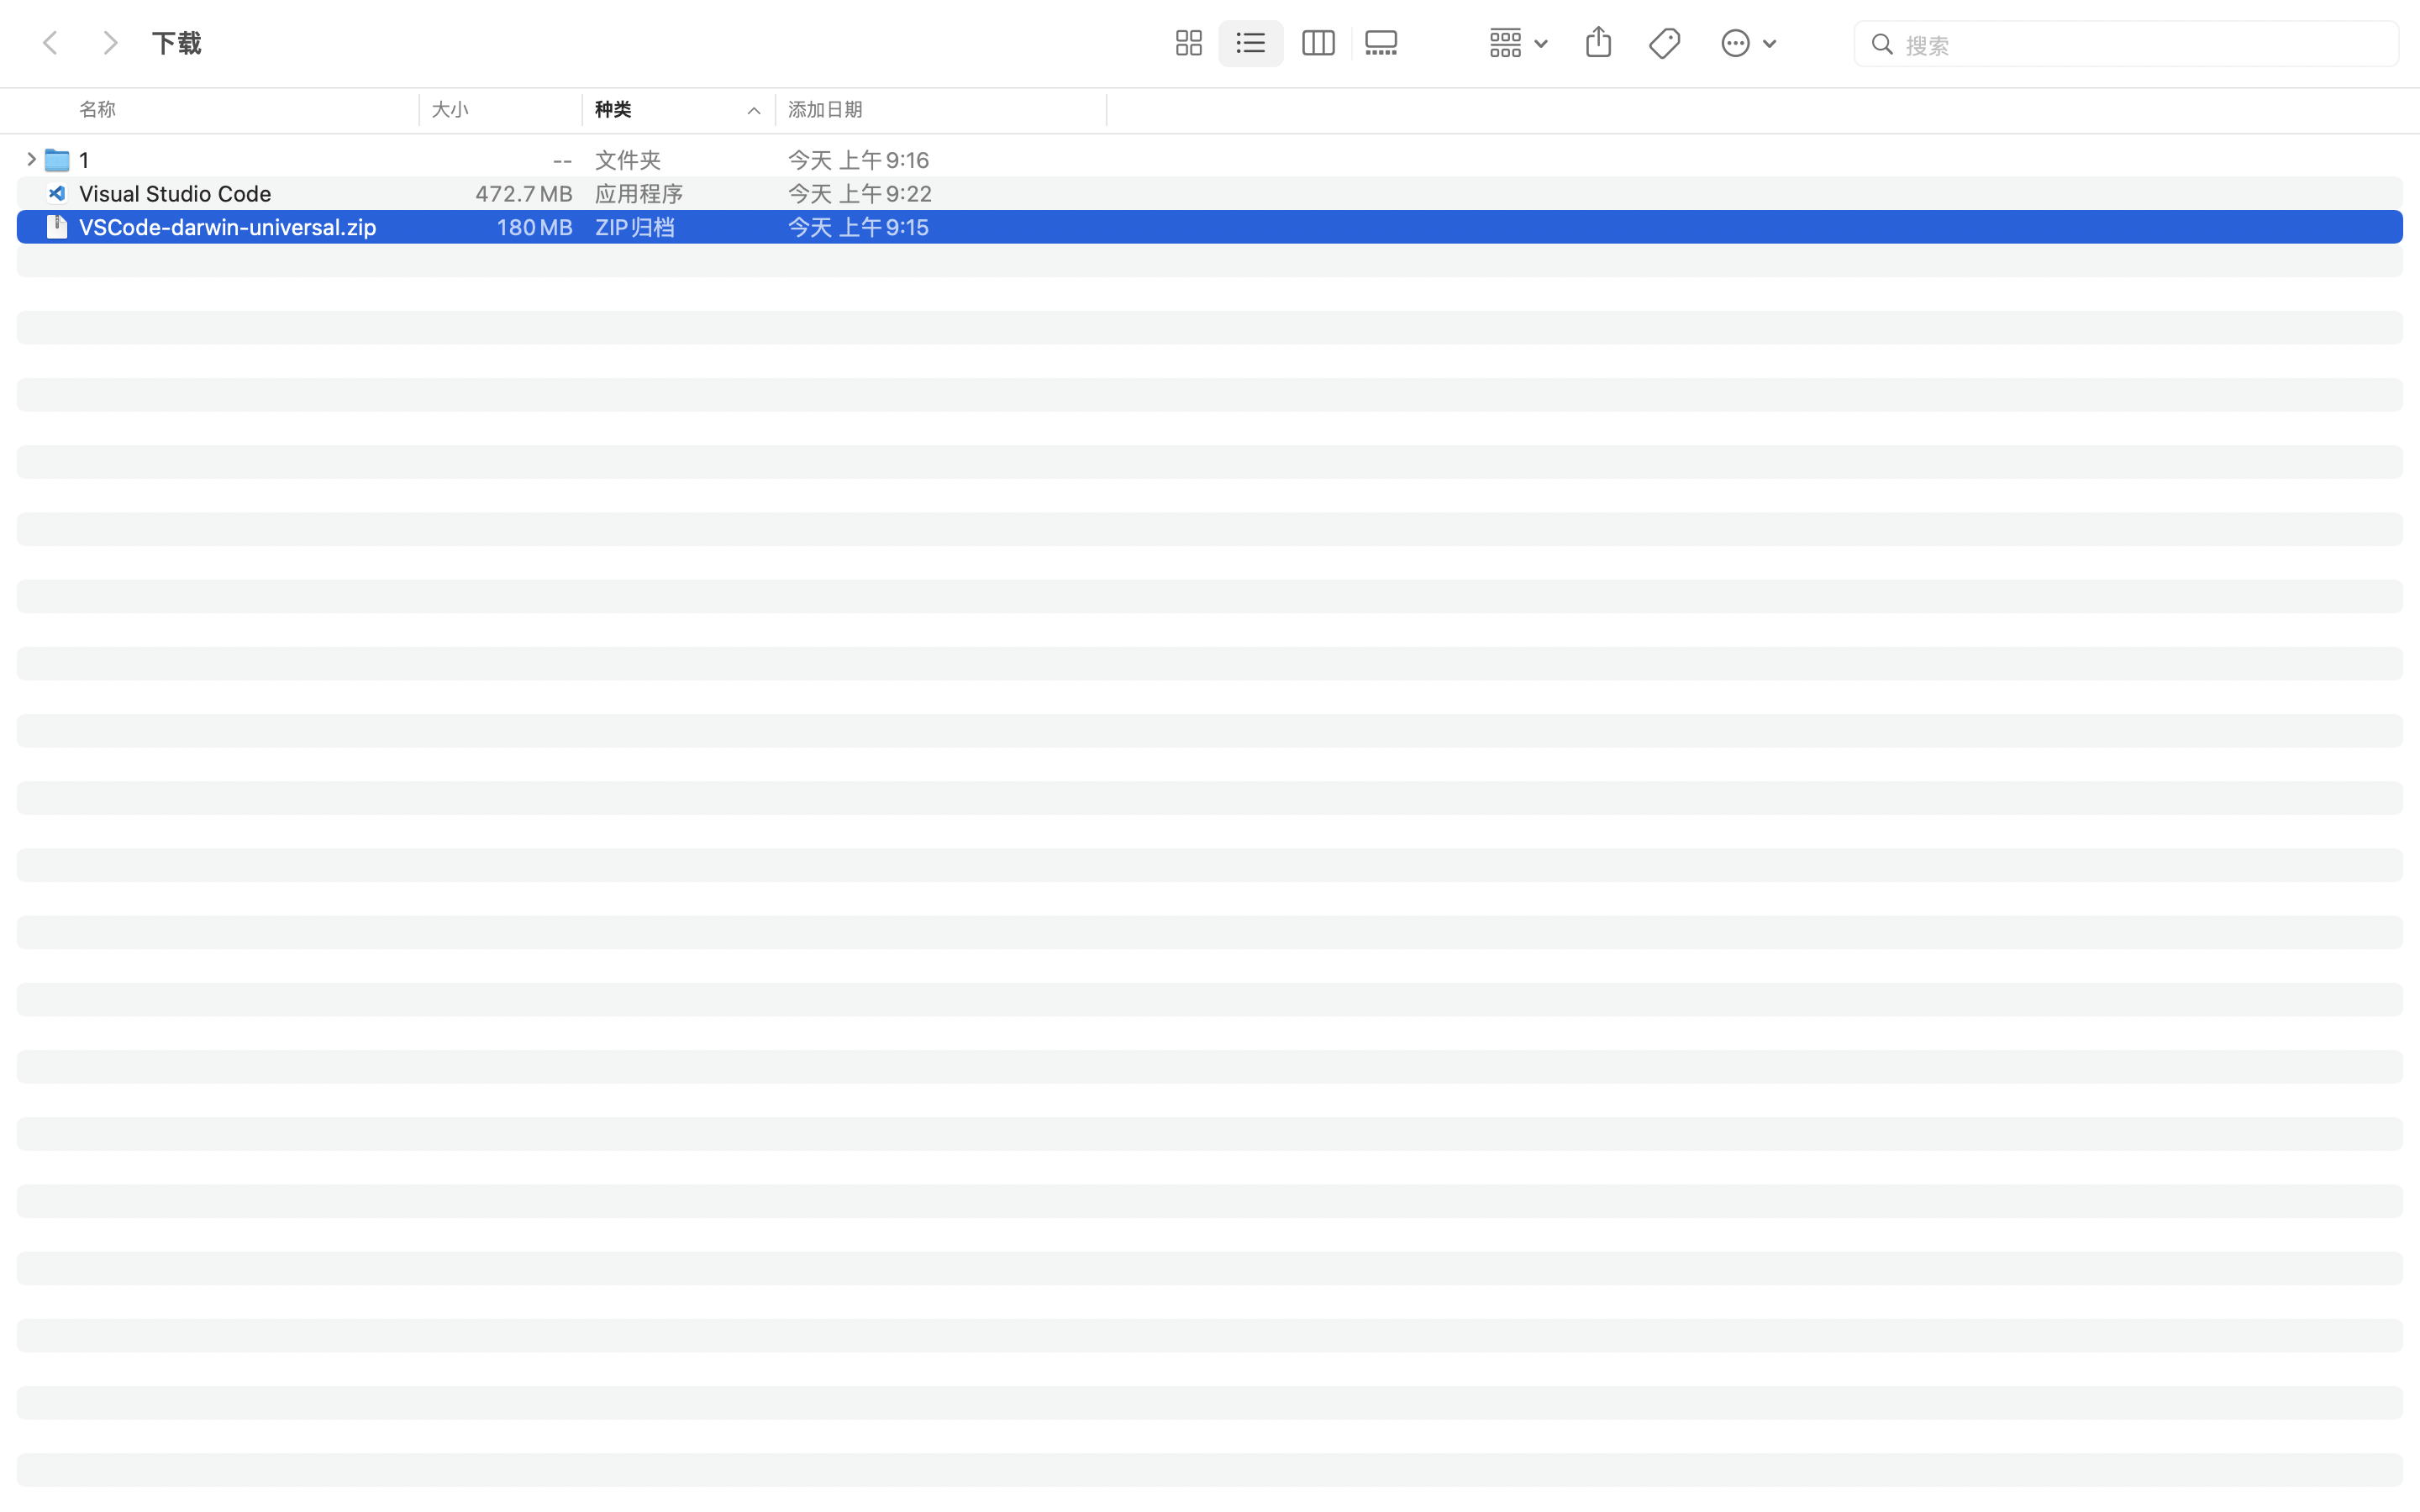 下载
搜索
名称 大小 种类 添加日期
1 -- 文件夹 今天 上午9:16
Visual Studio Code 472.7 MB 应用程序 今天 上午9:22
VSCode-darwin-universal.zip 180 MB ZIP归档 今天 上午9:15